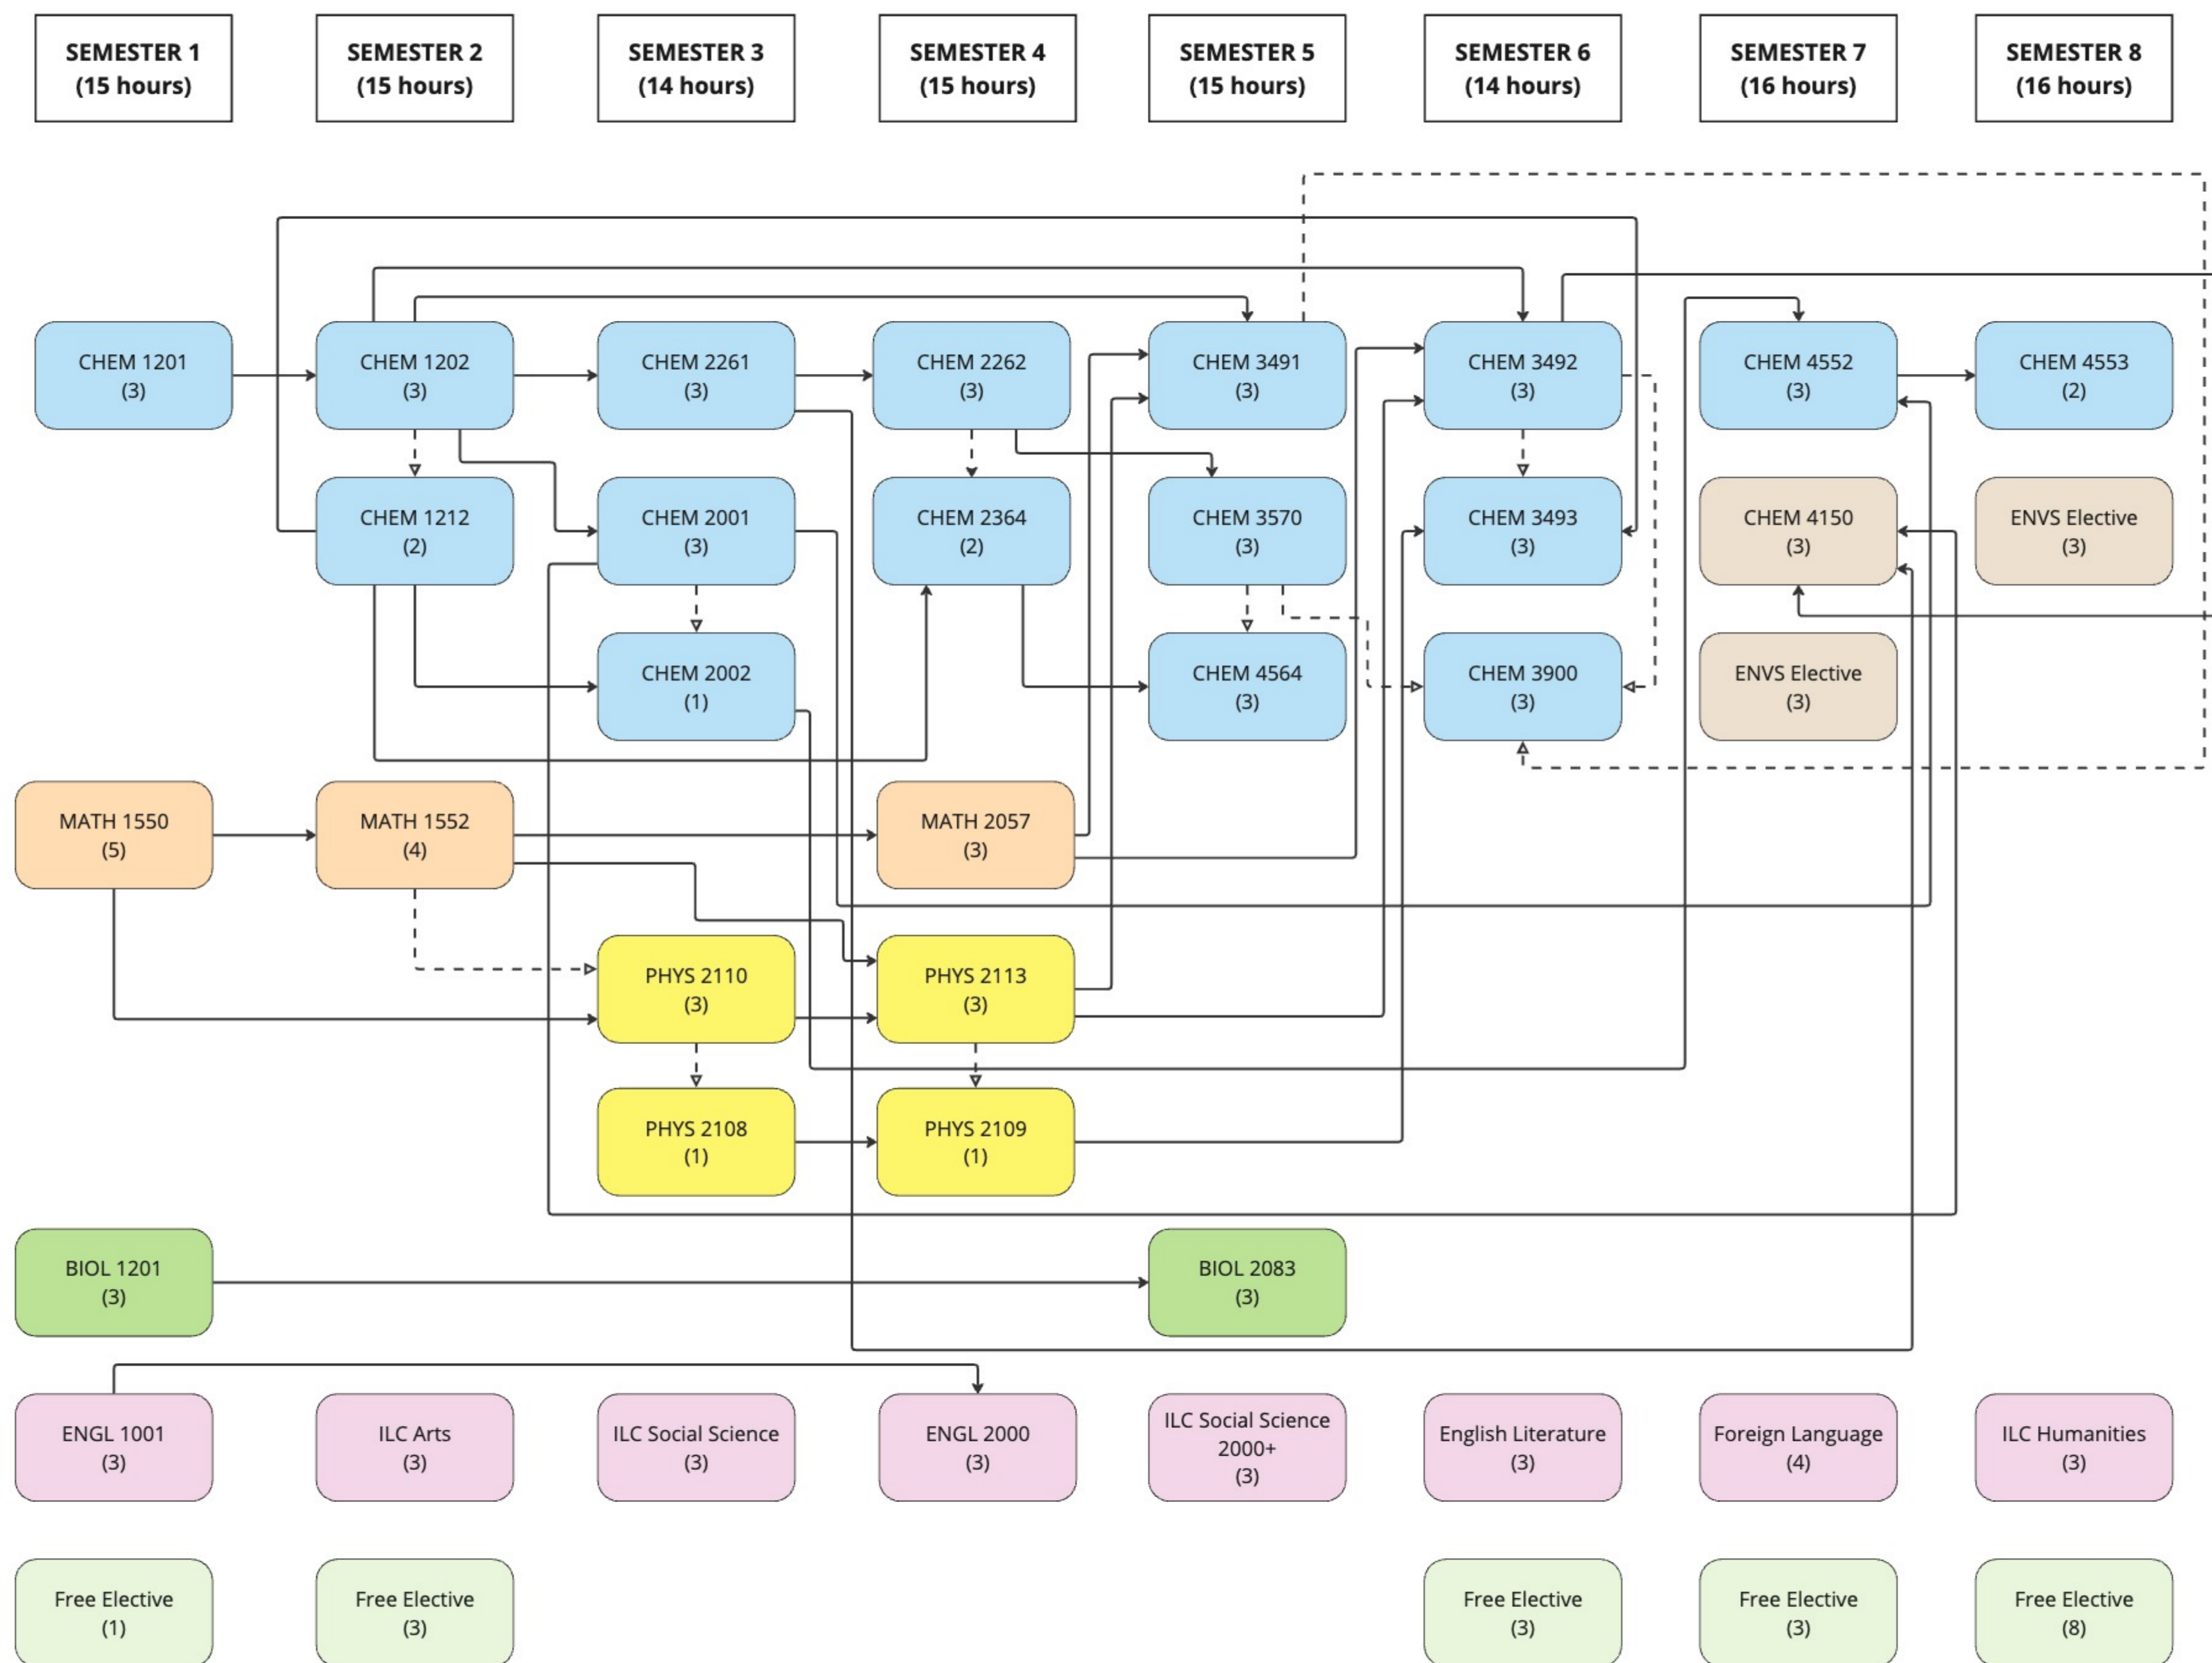 SEMESTER 1
(15 hours)
SEMESTER 2
(15 hours)
SEMESTER 3
(14 hours)
SEMESTER 4
(15 hours)
SEMESTER 5
(15 hours)
SEMESTER 6
(14 hours)
SEMESTER 7
(16 hours)
SEMESTER 8
(16 hours)
CHEM 1201
(3)
CHEM 1202
(3)
CHEM 2261
(3)
CHEM 2262
(3)
CHEM 3491
(3)
CHEM 3492
(3)
CHEM 4552
(3)
CHEM 4553
(2)
CHEM 1212
(2)
CHEM 2001
(3)
CHEM 2364
(2)
CHEM 3570
(3)
CHEM 3493
(3)
CHEM 4150
(3)
ENVS Elective
(3)
CHEM 2002
(1)
CHEM 4564
(3)
CHEM 3900
(3)
ENVS Elective
(3)
MATH 1550
(5)
MATH 1552
(4)
MATH 2057
(3)
PHYS 2110
(3)
PHYS 2113
(3)
PHYS 2108
(1)
PHYS 2109
(1)
BIOL 1201
(3)
BIOL 2083
(3)
ENGL 1001
(3)
ILC Arts
(3)
ILC Social Science
(3)
ENGL 2000
(3)
ILC Social Science
2000+
(3)
English Literature
(3)
Foreign Language
(4)
ILC Humanities
(3)
Free Elective
(1)
Free Elective
(3)
Free Elective
(3)
Free Elective
(3)
Free Elective
(8)